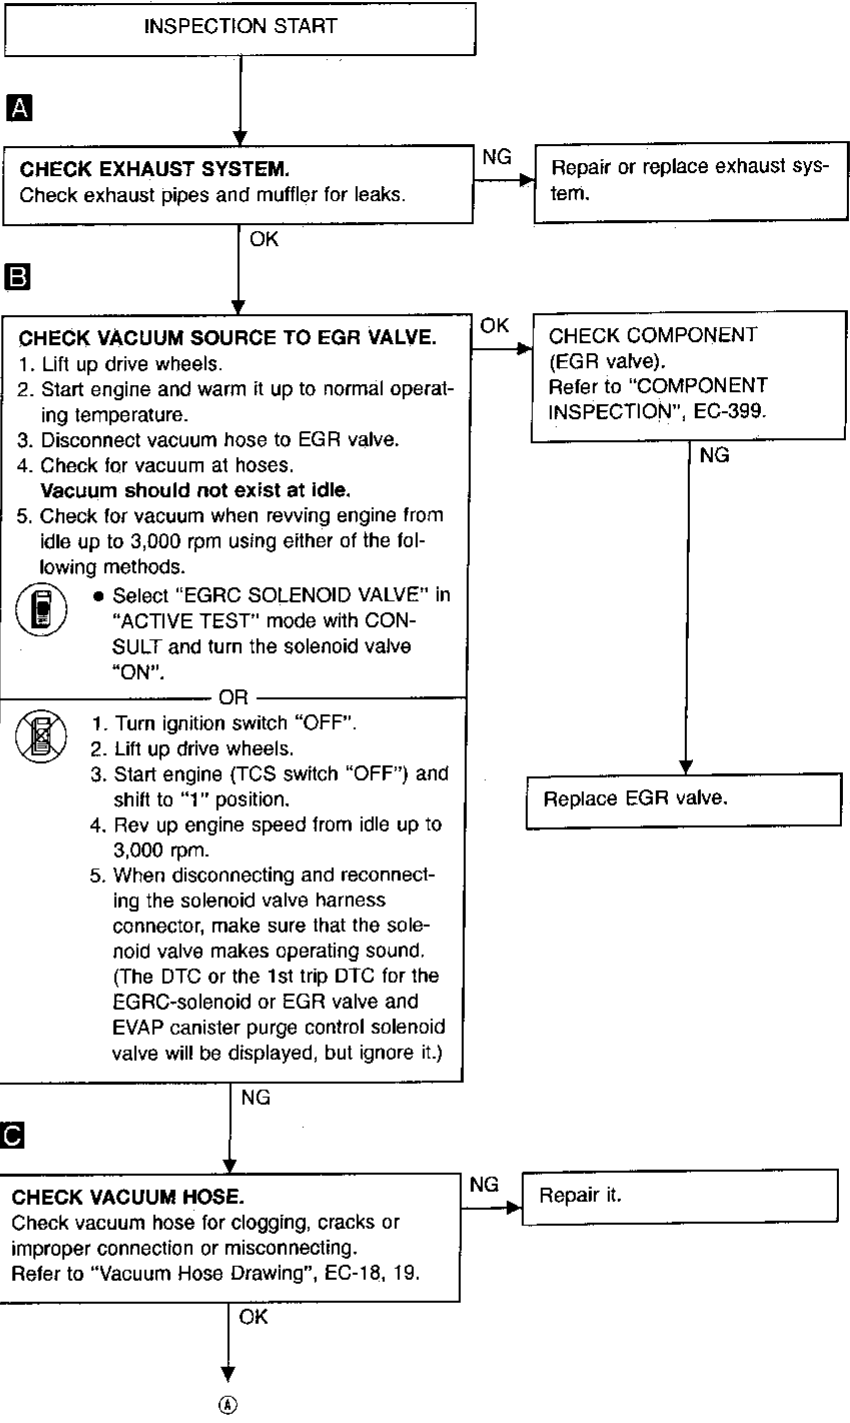 INSPECTION START
A
CHECK EXHAUST SYSTEM.
Check exhaust pipes and muffler for leaks.
NG
Repair or replace exhaust sys-
tem.
OK
B
CHECK VACUUM SOURCE TO EGR VALVE.
1. Lift up drive wheels.
2. Start engine and warm it up to normal operat-
ing temperature.
3. Disconnect vacuum hose to EGR valve.
4. Check for vacuum at hoses.
Vacuum should not exist at idle.
5. Check for vacuum when revving engine from
idle up to 3,000 rpm using either of the fol-
lowing methods.
● Select "EGRC SOLENOID VALVE" in
"ACTIVE TEST" mode with CON-
SULT and turn the solenoid valve
"ON".
OR
1. Turn ignition switch "OFF".
2. Lift up drive wheels.
3. Start engine (TCS switch "OFF") and
shift to "1" position.
4. Rev up engine speed from idle up to
3,000 rpm.
5. When disconnecting and reconnect-
ing the solenoid valve harness
connector, make sure that the sole-
noid valve makes operating sound.
(The DTC or the 1st trip DTC for the
EGRC-solenoid or EGR valve and
EVAP canister purge control solenoid
valve will be displayed, but ignore it.)
OK
CHECK COMPONENT
(EGR valve).
Refer to "COMPONENT
INSPECTION", EC-399.
NG
Replace EGR valve.
NG
C
CHECK VACUUM HOSE.
Check vacuum hose for clogging, cracks or
improper connection or misconnecting.
Refer to "Vacuum Hose Drawing", EC-18, 19.
NG
Repair it.
OK
Ⓐ